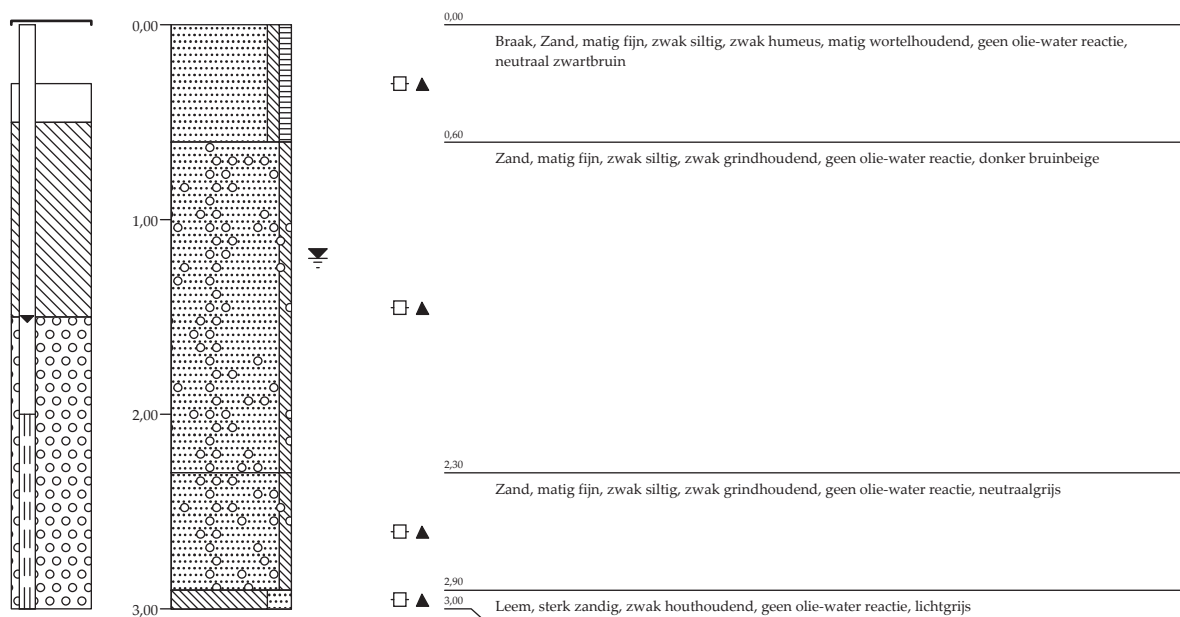 0,00
0,00
Braak, Zand, matig fijn, zwak siltig, zwak humeus, matig wortelhoudend, geen olie-water reactie,
neutraal zwartbruin
0,60
Zand, matig fijn, zwak siltig, zwak grindhoudend, geen olie-water reactie, donker bruinbeige
1,00
2,00
2,30
Zand, matig fijn, zwak siltig, zwak grindhoudend, geen olie-water reactie, neutraalgrijs
2,90
3,00
3,00
Leem, sterk zandig, zwak houthoudend, geen olie-water reactie, lichtgrijs